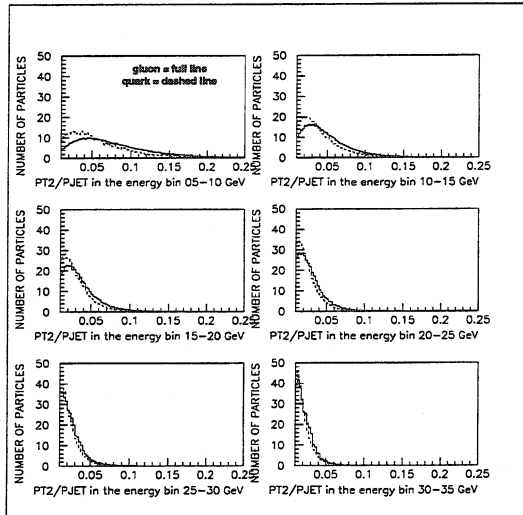 gluon = full line
quark = dashed line
NUMBER OF PARTICLES
50
40
30
20
10
0
0.05 0.1 0.15 0.2 0.25
PT2/PJET in the energy bin 05-10 GeV
NUMBER OF PARTICLES
50
40
30
20
10
0
0.05 0.1 0.15 0.2 0.25
PT2/PJET in the energy bin 10-15 GeV
NUMBER OF PARTICLES
50
40
30
20
10
0
0.05 0.1 0.15 0.2 0.25
PT2/PJET in the energy bin 15-20 GeV
NUMBER OF PARTICLES
50
40
30
20
10
0
0.05 0.1 0.15 0.2 0.25
PT2/PJET in the energy bin 20-25 GeV
NUMBER OF PARTICLES
50
40
30
20
10
0
0.05 0.1 0.15 0.2 0.25
PT2/PJET in the energy bin 25-30 GeV
NUMBER OF PARTICLES
50
40
30
20
10
0
0.05 0.1 0.15 0.2 0.25
PT2/PJET in the energy bin 30-35 GeV